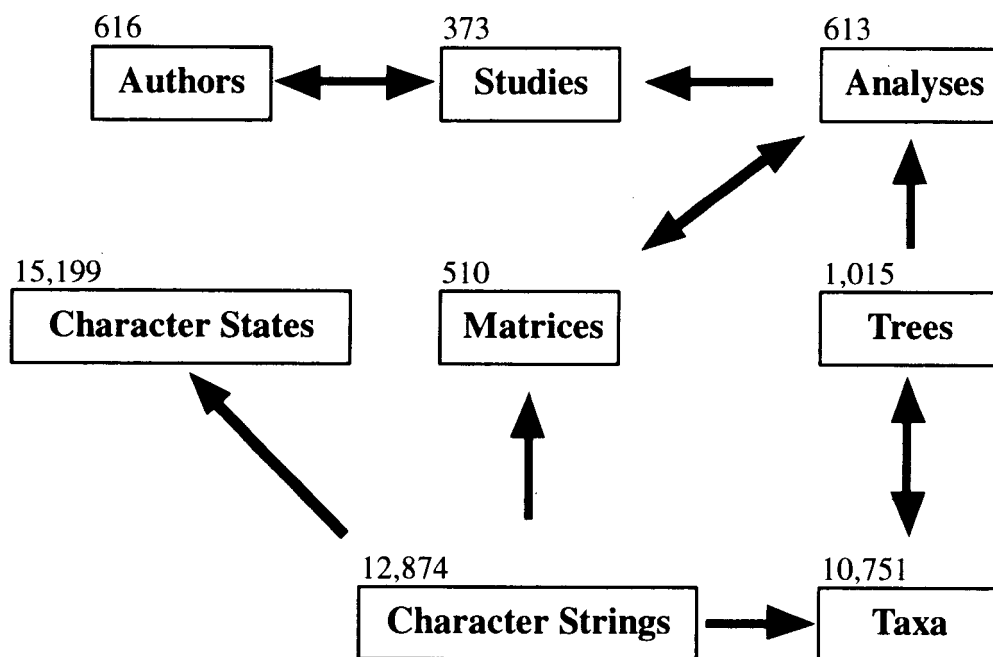 616
Authors
373
Studies
613
Analyses
15,199
Character States
510
Matrices
1,015
Trees
12,874
Character Strings
10,751
Taxa